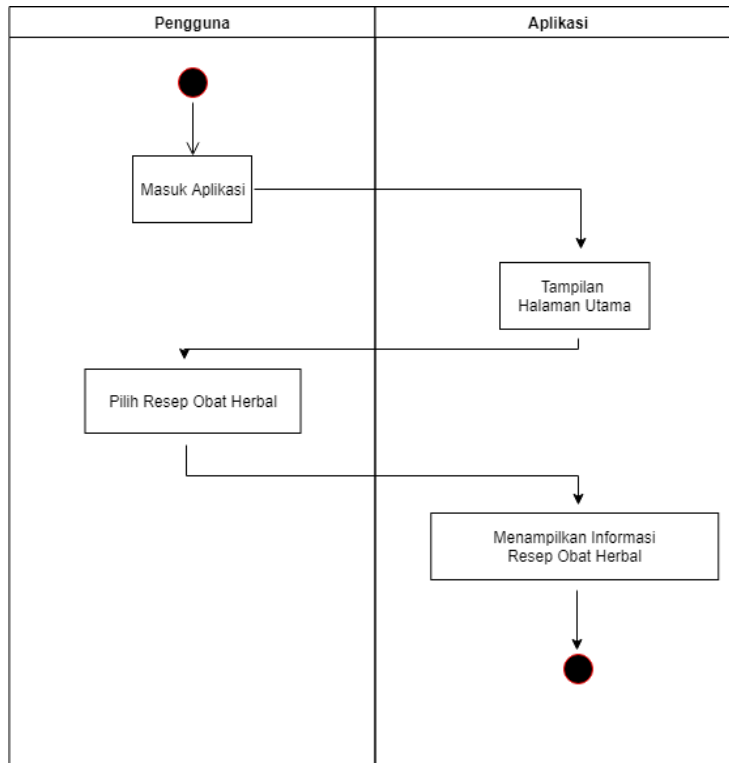 Pengguna
Aplikasi
Masuk Aplikasi
Tampilan
Halaman Utama
Pilih Resep Obat Herbal
Menampilkan Informasi
Resep Obat Herbal